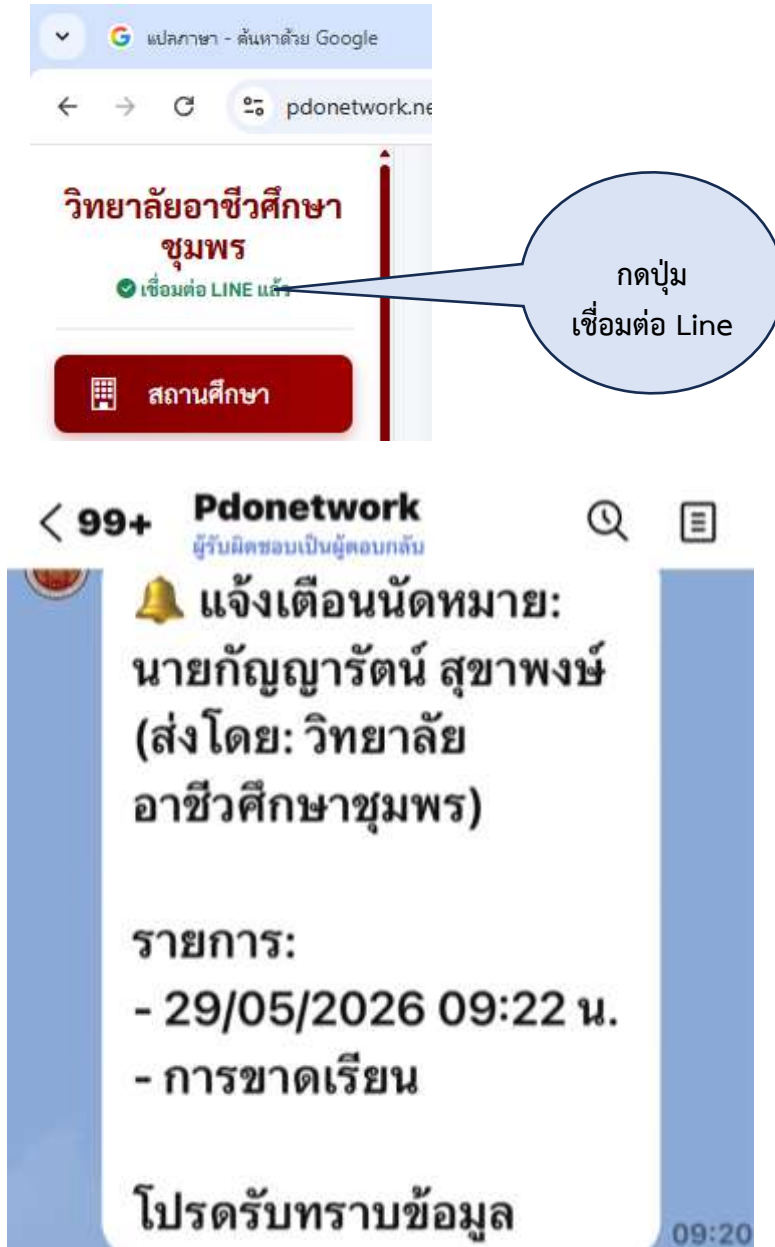 แปลภาษา - ค้นหาด้วย Google
pdonetwork.ne
วิทยาลัยอาชีวศึกษา
ชุมพร
เชื่อมต่อ LINE แล้ว
กดปุ่ม
เชื่อมต่อ Line
สถานศึกษา
99+ Pdonetwork
ผู้รับผิดชอบเป็นผู้ตอบกลับ
แจ้งเตือนนัดหมาย:
นายกัญญารัตน์ สุขาพงษ์
(ส่งโดย: วิทยาลัย
อาชีวศึกษาชุมพร)
รายการ:
- 29/05/2026 09:22 น.
- การขาดเรียน
โปรดรับทราบข้อมูล
09:20